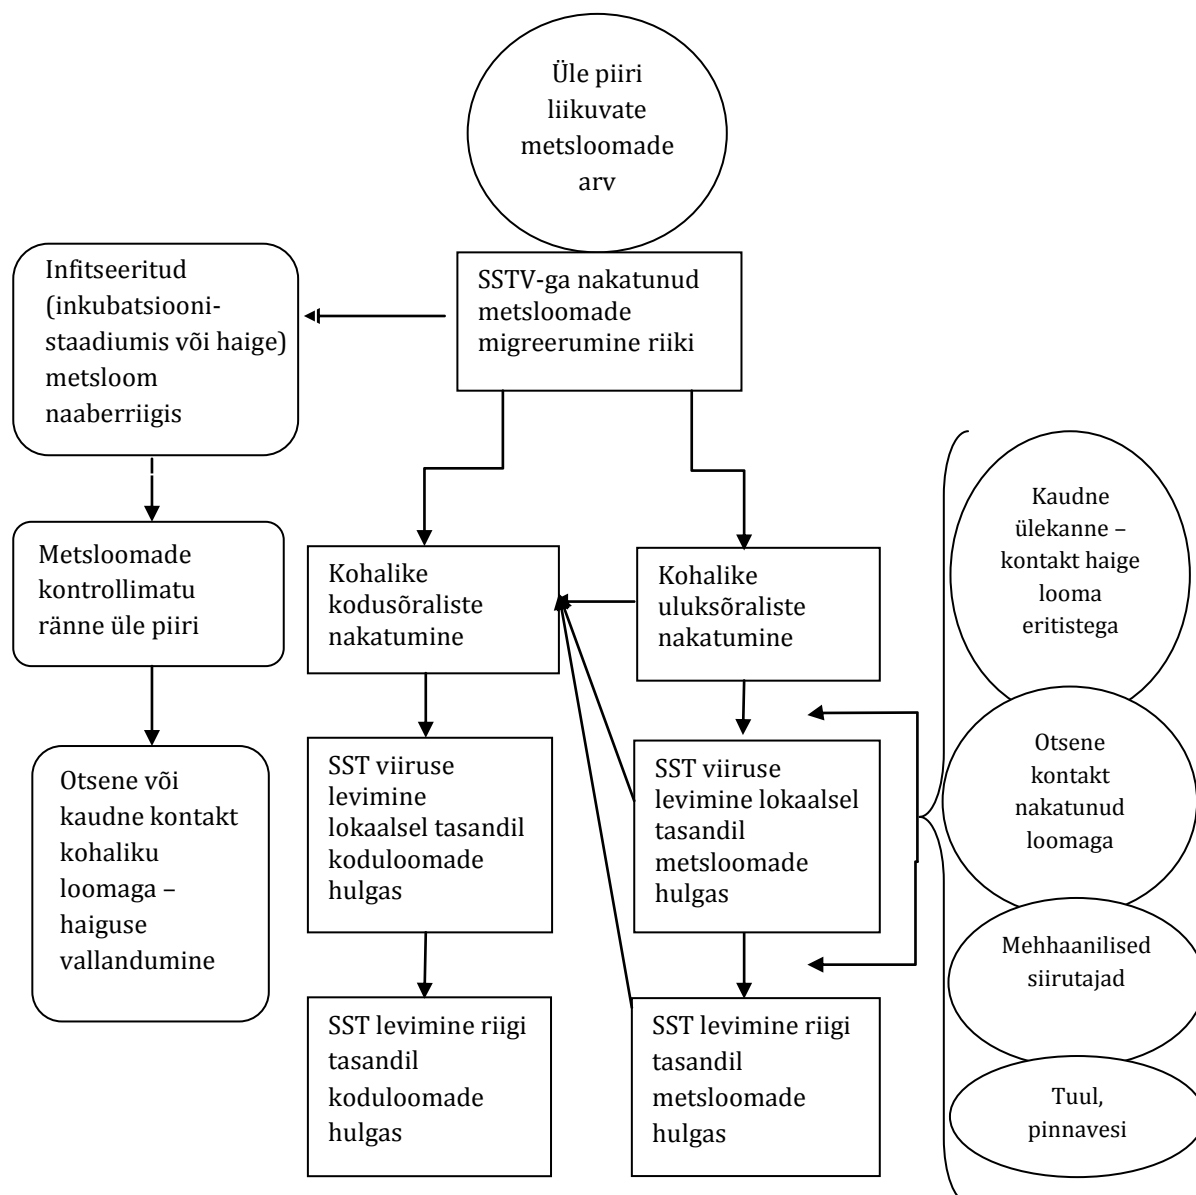 Üle piiri
liikuvate
metsloomade
arv
Infitseeritud
(inkubatsiooni-
staadiumis või haige)
metsloom
naaberriigis
SSTV-ga nakatunud
metsloomade
migreerumine riiki
Metsloomade
kontrollimatu
ränne üle piiri
Kohalike
kodusõraliste
nakatumine
Kohalike
uluksõraliste
nakatumine
Kaudne
ülekanne –
kontakt haige
looma
eritistega
Otsene või
kaudne kontakt
kohaliku
loomaga –
haiguse
vallandumine
SST viiruse
levimine
lokaalsel tasandil
koduloomade
hulgas
SST viiruse
levimine lokaalsel
tasandil
metsloomade
hulgas
Otsene
kontakt
nakatunud
loomaga
Mehhaanilised
siirutajad
SST levimine riigi
tasandil
koduloomade
hulgas
SST levimine riigi
tasandil
metsloomade
hulgas
Tuul,
pinnavesi